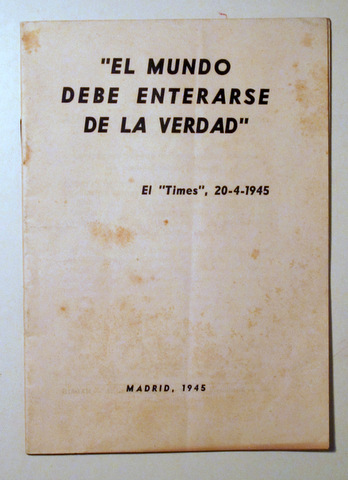 "EL MUNDO
DEBE ENTERARSE
DE LA VERDAD"
El "Times", 20-4-1945
MADRID, 1945